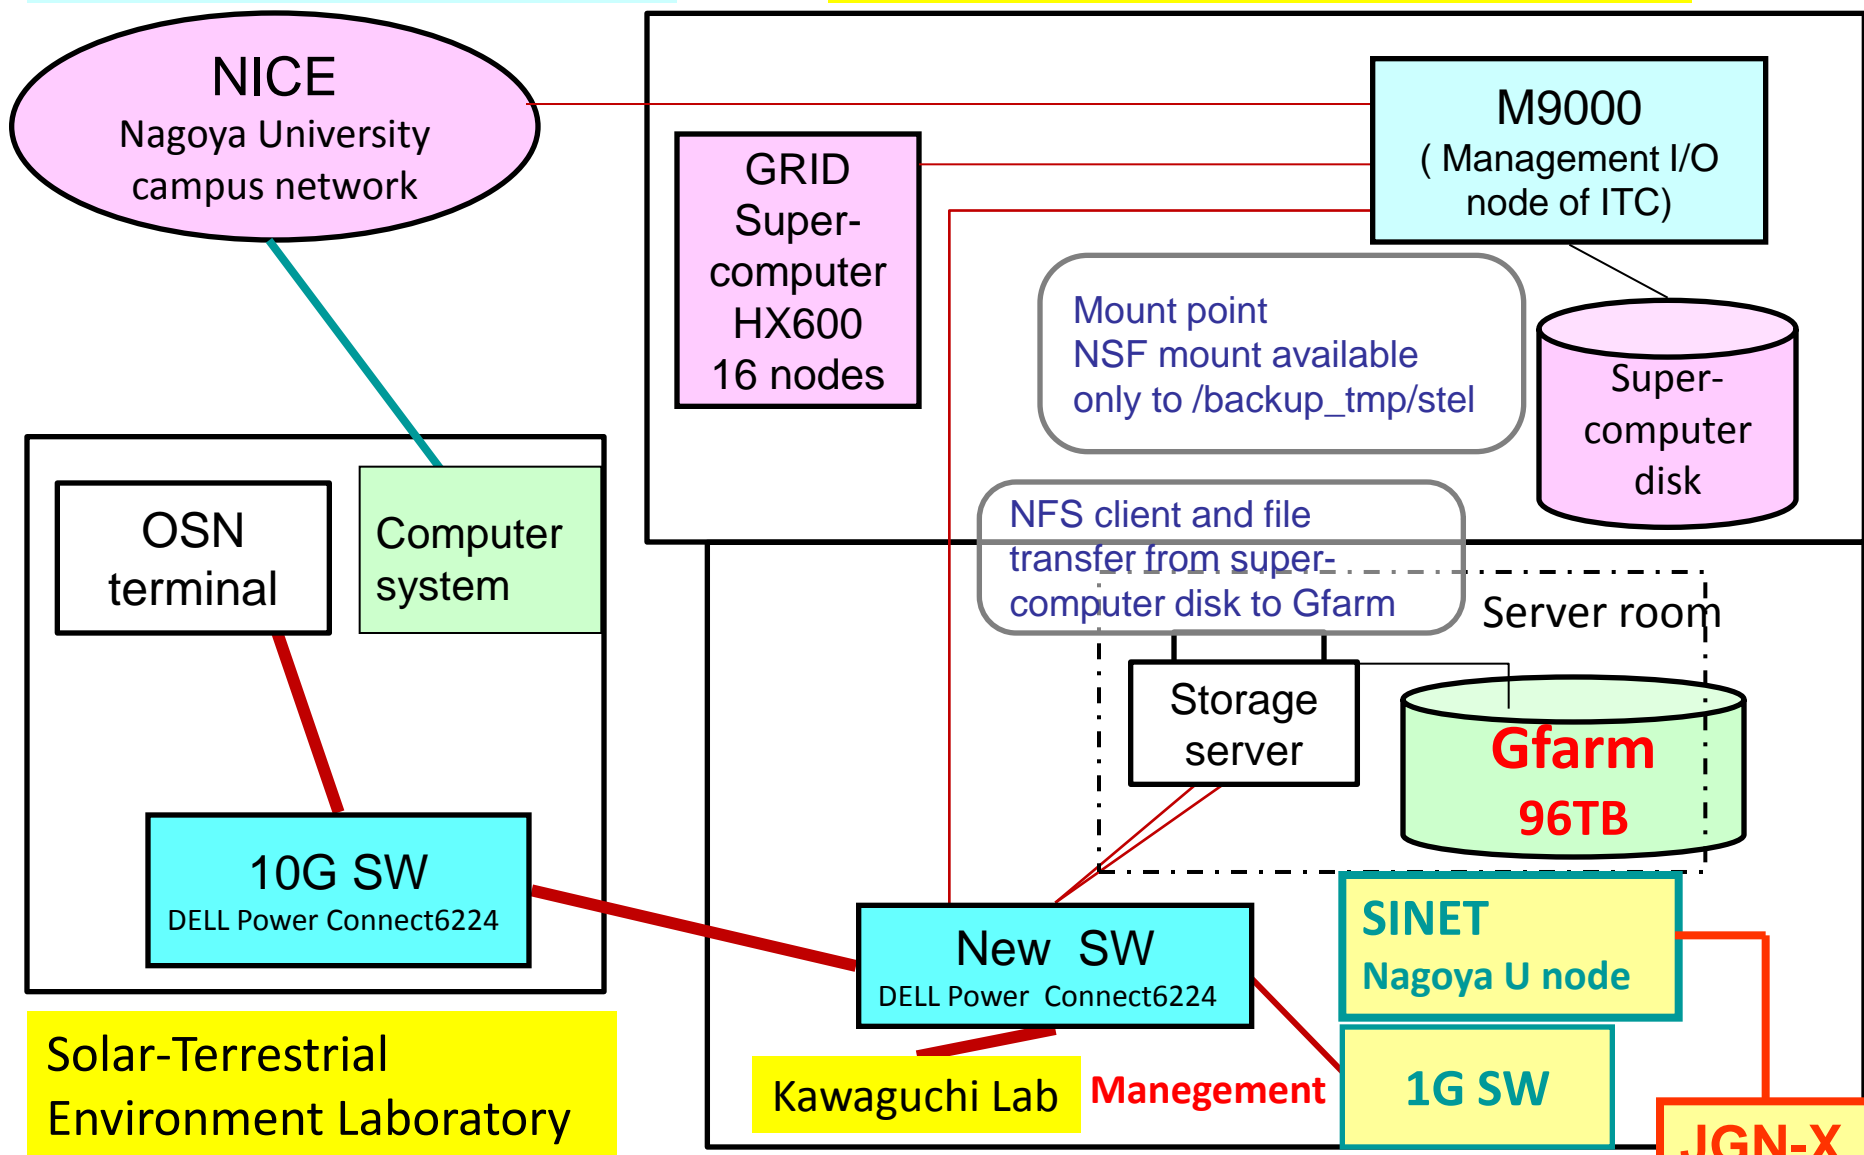 NICE
Nagoya University
campus network
M9000
( Management I/O
node of ITC)
GRID
Super-
computer
HX600
16 nodes
Mount point
NSF mount available
only to /backup_tmp/stel
Super-
computer
disk
OSN
terminal
Computer
system
NFS client and file
transfer from super-
computer disk to Gfarm
Server room
Storage
server
Gfarm
96TB
10G SW
DELL Power Connect6224
New SW
DELL Power Connect6224
SINET
Nagoya U node
Solar-Terrestrial
Environment Laboratory
Kawaguchi Lab
Manegement
1G SW
JGN-X